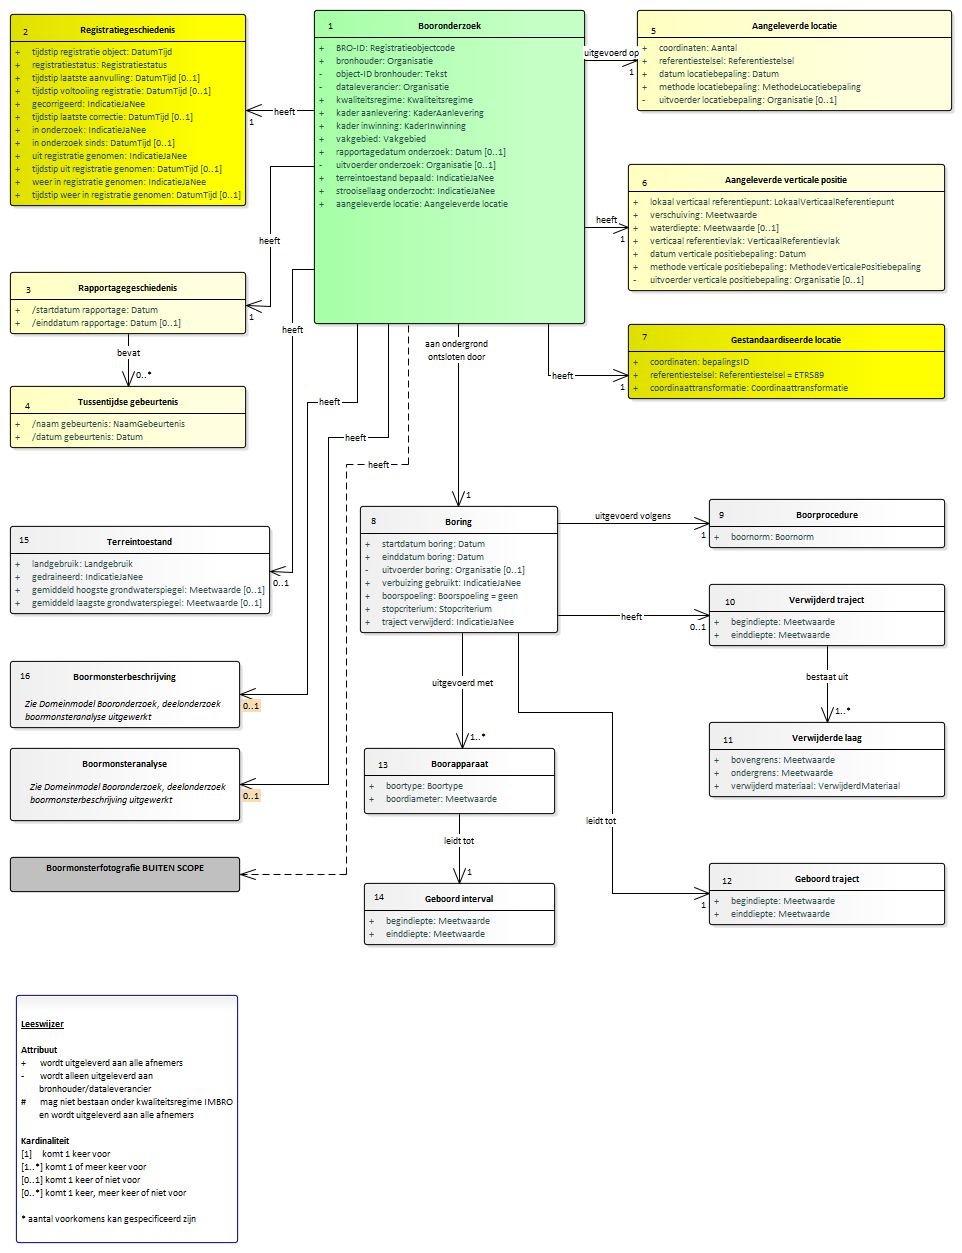 2 Registratiegeschiedenis
+ tijdstip registratie object: DatumTijd
+ registratiestatus: Registratiestatus
+ tijdstip laatste aanvulling: DatumTijd [0..1]
+ tijdstip voltooiing registratie: DatumTijd [0..1]
+ gecorrigeerd: IndicatieJaNee
+ tijdstip laatste correctie: DatumTijd [0..1]
+ in onderzoek: IndicatieJaNee
+ in onderzoek sinds: DatumTijd [0..1]
+ uit registratie genomen: IndicatieJaNee
+ tijdstip uit registratie genomen: DatumTijd [0..1]
+ weer in registratie genomen: IndicatieJaNee
+ tijdstip weer in registratie genomen: DatumTijd [0..1]
1 Booronderzoek
+ BRO-ID: Registratieobjectcode
+ bronhouder: Organisatie
- object-ID bronhouder: Tekst
- dataleverancier: Organisatie
+ kwaliteitsregime: Kwaliteitsregime
+ kader aanlevering: KaderAanlevering
+ kader inwinning: KaderInwinning
+ vakgebied: Vakgebied
+ rapportagedatum onderzoek: Datum [0..1]
- uitvoerder onderzoek: Organisatie [0..1]
+ terreintoestand bepaald: IndicatieJaNee
+ strooisellaag onderzocht: IndicatieJaNee
+ aangeleverde locatie: Aangeleverde locatie
5 Aangeleverde locatie
+ coordinaten: Aantal
+ referentiestelsel: Referentiestelsel
+ datum locatiebepaling: Datum
+ methode locatiebepaling: MethodeLocatiebepaling
- uitvoerder locatiebepaling: Organisatie [0..1]
uitgevoerd op
1
heeft
1
6 Aangeleverde verticale positie
+ lokaal verticaal referentiepunt: LokaalVerticaalReferentiepunt
+ verschuiving: Meetwaarde
+ waterdiepte: Meetwaarde [0..1]
+ verticaal referentievlak: VerticaalReferentievlak
+ datum verticale positiebepaling: Datum
+ methode verticale positiebepaling: MethodeVerticalePositiebepaling
- uitvoerder verticale positiebepaling: Organisatie [0..1]
heeft
1
heeft
1
3 Rapportagegeschiedenis
+ /startdatum rapportage: Datum
+ /einddatum rapportage: Datum [0..1]
bevat
0..*
4 Tussentijdse gebeurtenis
+ /naam gebeurtenis: NaamGebeurtenis
+ /datum gebeurtenis: Datum
7 Gestandaardiseerde locatie
+ coordinaten: bepalingsID
+ referentiestelsel: Referentiestelsel = ETRS89
+ coordinaattransformatie: Coordinaattransformatie
heeft
1
aan ondergrond
ontsloten door
1
heeft
0..1
heeft
0..1
heeft
0..1
heeft
15 Terreintoestand
+ landgebruik: Landgebruik
+ gedraineerd: IndicatieJaNee
+ gemiddeld hoogste grondwaterspiegel: Meetwaarde [0..1]
+ gemiddeld laagste grondwaterspiegel: Meetwaarde [0..1]
8 Boring
+ startdatum boring: Datum
+ einddatum boring: Datum
- uitvoerder boring: Organisatie [0..1]
+ verbuizing gebruikt: IndicatieJaNee
+ boorspoeling: Boorspoeling = geen
+ stopcriterium: Stopcriterium
+ traject verwijderd: IndicatieJaNee
uitgevoerd volgens
1
9 Boorprocedure
+ boornorm: Boornorm
heeft
0..1
10 Verwijderd traject
+ begindiepte: Meetwaarde
+ einddiepte: Meetwaarde
bestaat uit
1..*
11 Verwijderde laag
+ bovengrens: Meetwaarde
+ ondergrens: Meetwaarde
+ verwijderd materiaal: VerwijderdMateriaal
16 Boormonsterbeschrijving
Zie Domeinmodel Booronderzoek, deelonderzoek
boormonsteranalyse uitgewerkt
Boormonsteranalyse
Zie Domeinmodel Booronderzoek, deelonderzoek
boormonsterbeschrijving uitgewerkt
Boormonsterfotografie BUITEN SCOPE
uitgevoerd met
1..*
13 Boorapparaat
+ boortype: Boortype
+ boordiameter: Meetwaarde
leidt tot
1
14 Geboord interval
+ begindiepte: Meetwaarde
+ einddiepte: Meetwaarde
leidt tot
1
12 Geboord traject
+ begindiepte: Meetwaarde
+ einddiepte: Meetwaarde
Leeswijzer
Attribuut
+ wordt uitgeleverd aan alle afnemers
- wordt alleen uitgeleverd aan
bronhouder/dataleverancier
# mag niet bestaan onder kwaliteitsregime IMBRO
en wordt uitgeleverd aan alle afnemers
Kardinaliteit
[1] komt 1 keer voor
[1..*] komt 1 of meer keer voor
[0..1] komt 1 keer of niet voor
[0..*] komt 1 keer, meer keer of niet voor
* aantal voorkomens kan gespecificeerd zijn